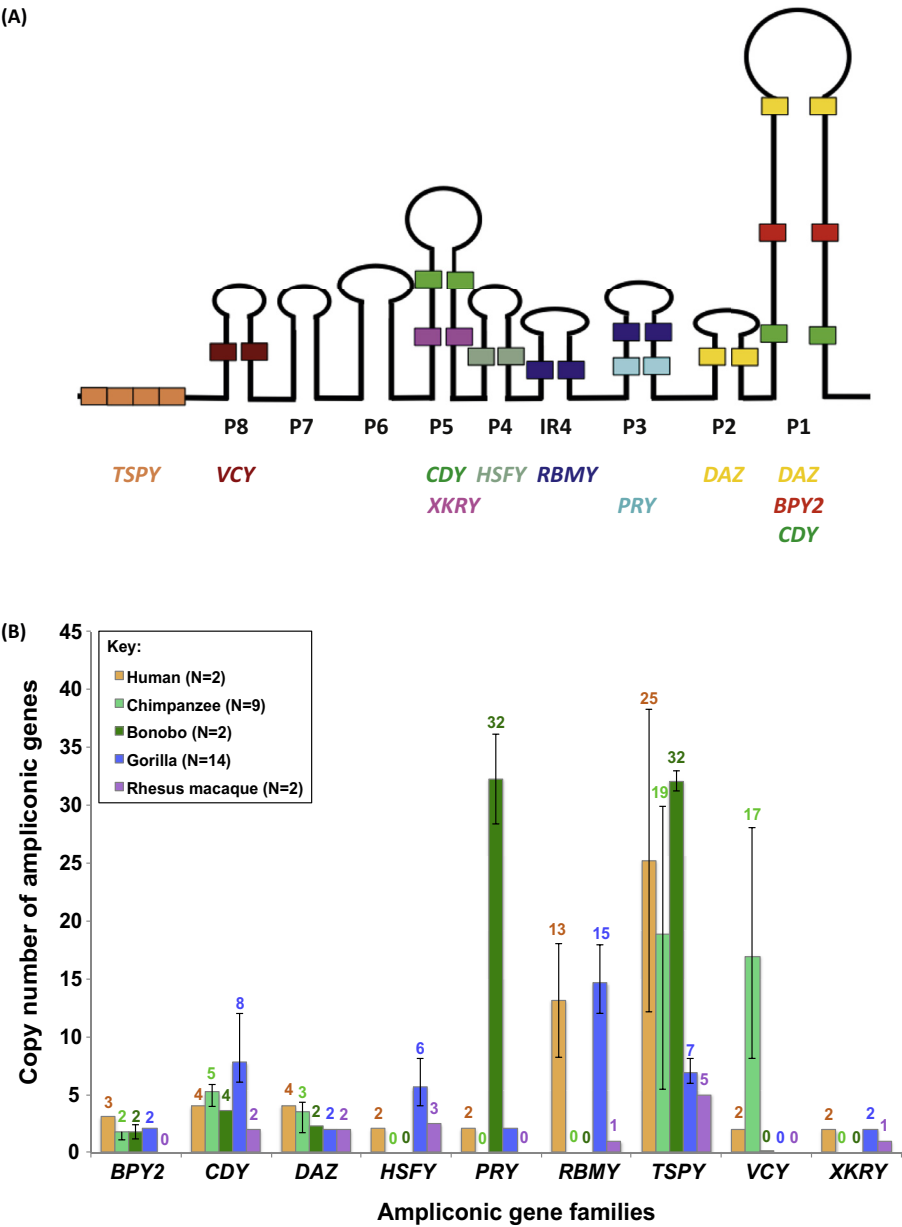 (A)
P8 P7 P6 P5 P4 IR4 P3 P2 P1
TSPY VCY CDY HSFY RBMY DAZ DAZ
XKRY PRY BPY2
CDY
(B)
Copy number of ampliconic genes
45
40
35
30
25
20
15
10
5
0
Key:
Human (N=2)
Chimpanzee (N=9)
Bonobo (N=2)
Gorilla (N=14)
Rhesus macaque (N=2)
3 2 2 2 0
4 5 4 8 2
4 3 2 2 2
2 0 0 6 3
2 0 32 0
13 0 0 15 1
25 19 32 7 5
2 17 0 0 0
2 0 0 2 1
BPY2 CDY DAZ HSFY PRY RBMY TSPY VCY XKRY
Ampliconic gene families